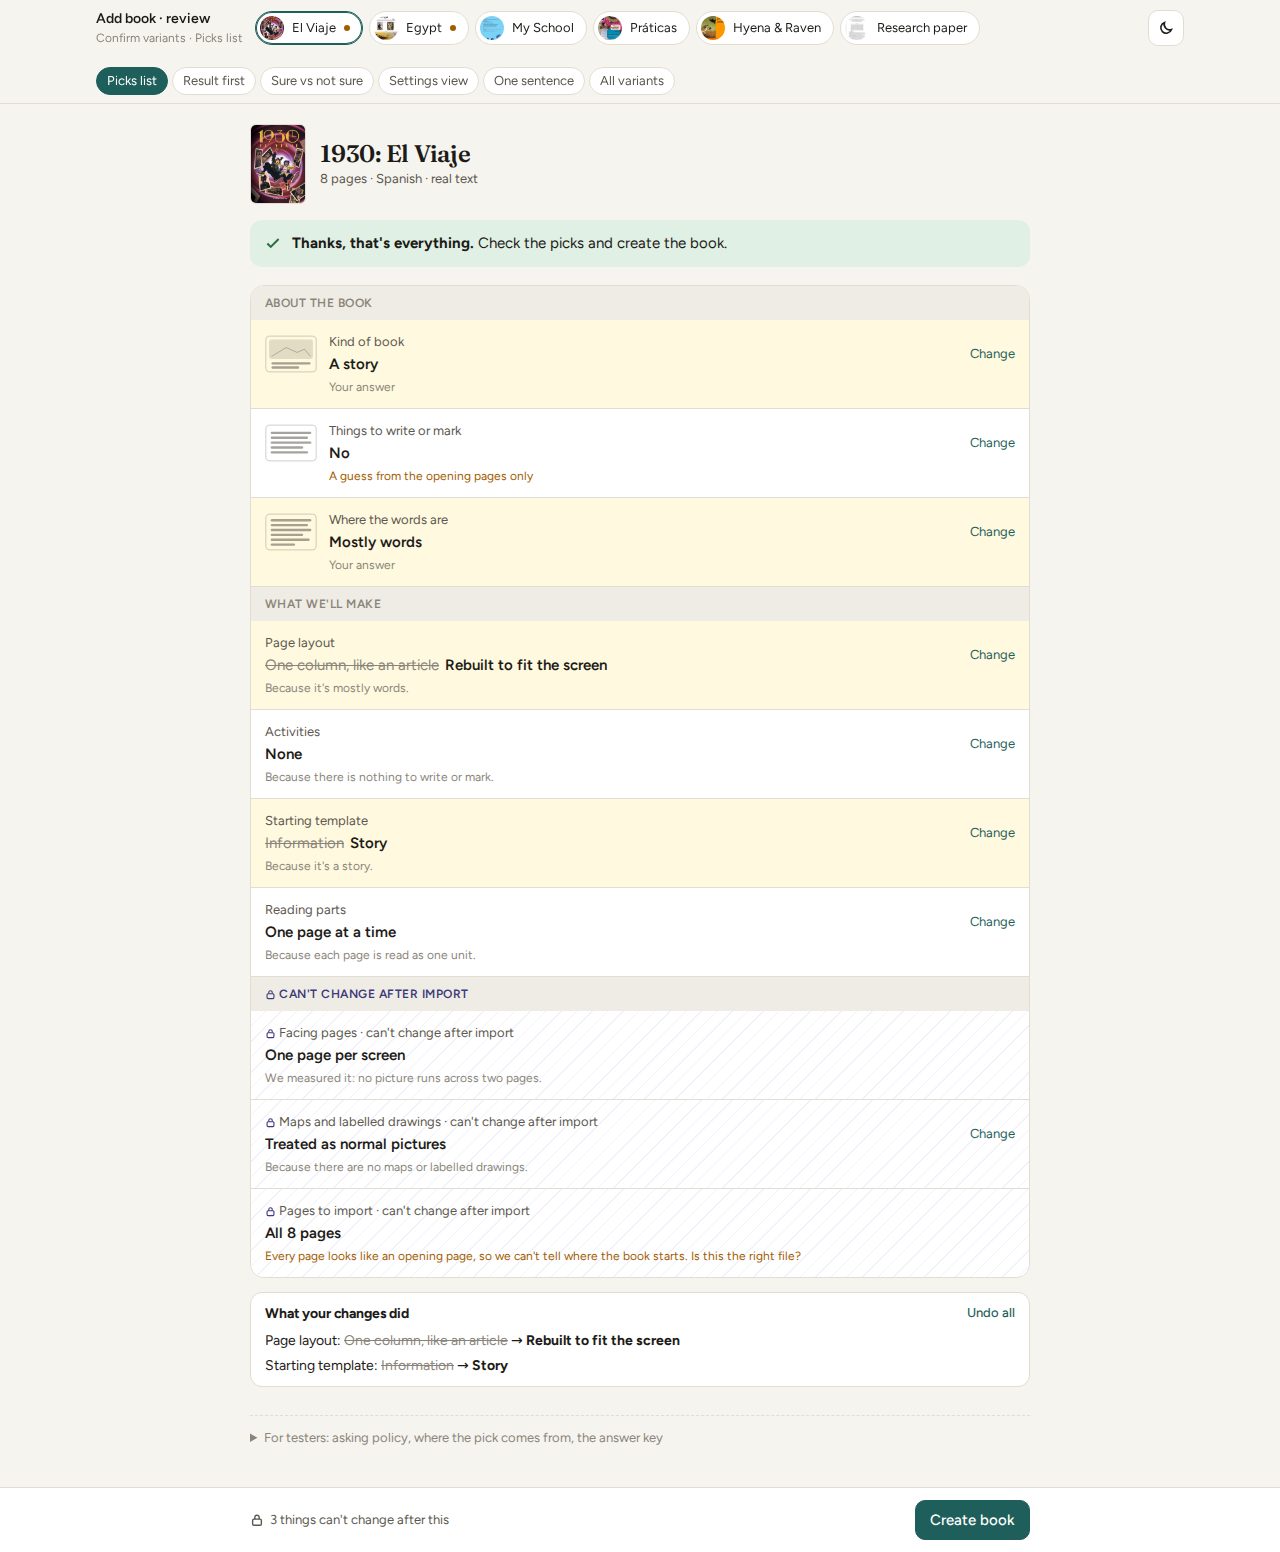 Add book · review
Confirm variants · Picks list
El Viaje
Egypt
My School
Práticas
Hyena & Raven
Research paper
Picks list
Result first
Sure vs not sure
Settings view
One sentence
All variants
1930
1930: El Viaje
8 pages · Spanish · real text
Thanks, that's everything. Check the picks and create the book.
ABOUT THE BOOK
Kind of book
A story
Your answer
Change
Things to write or mark
No
A guess from the opening pages only
Change
Where the words are
Mostly words
Your answer
Change
WHAT WE'LL MAKE
Page layout
One column, like an article Rebuilt to fit the screen
Because it's mostly words.
Change
Activities
None
Because there is nothing to write or mark.
Change
Starting template
Information Story
Because it's a story.
Change
Reading parts
One page at a time
Because each page is read as one unit.
Change
CAN'T CHANGE AFTER IMPORT
Facing pages · can't change after import
One page per screen
We measured it: no picture runs across two pages.
Maps and labelled drawings · can't change after import
Treated as normal pictures
Because there are no maps or labelled drawings.
Change
Pages to import · can't change after import
All 8 pages
Every page looks like an opening page, so we can't tell where the book starts. Is this the right file?
What your changes did
Undo all
Page layout: One column, like an article → Rebuilt to fit the screen
Starting template: Information → Story
For testers: asking policy, where the pick comes from, the answer key
3 things can't change after this
Create book